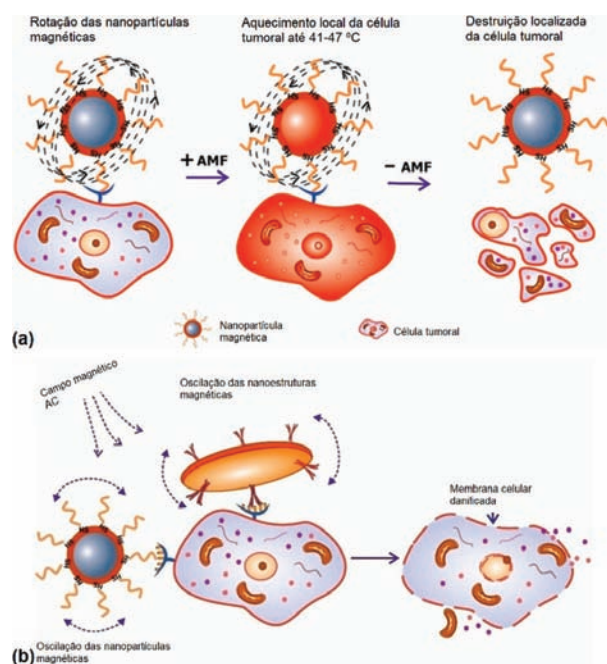 Rotação das nanopartículas
magnéticas
Aquecimento local da célula
tumoral até 41-47 ºC
Destruição localizada
da célula tumoral
+ AMF
− AMF
Nanopartícula
magnética
Célula tumoral
(a)
Campo magnético
AC
Oscilação das nanoestruturas
magnéticas
Membrana celular
danificada
Oscilação das nanopartículas
magnéticas
(b)